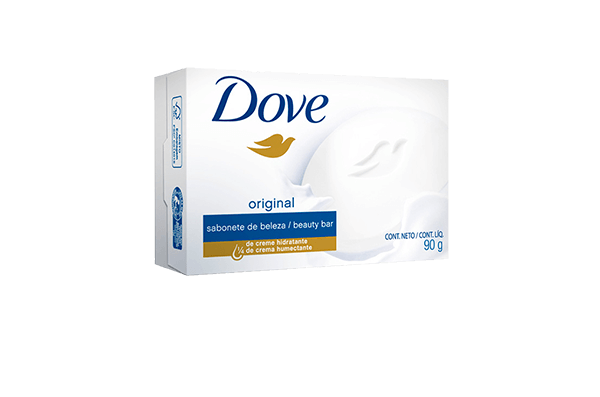 Dove
original
sabonete de beleza / beauty bar
¼ de creme hidratante
de crema humectante
CONT. NETO / CONT. LÍQ.
90 g